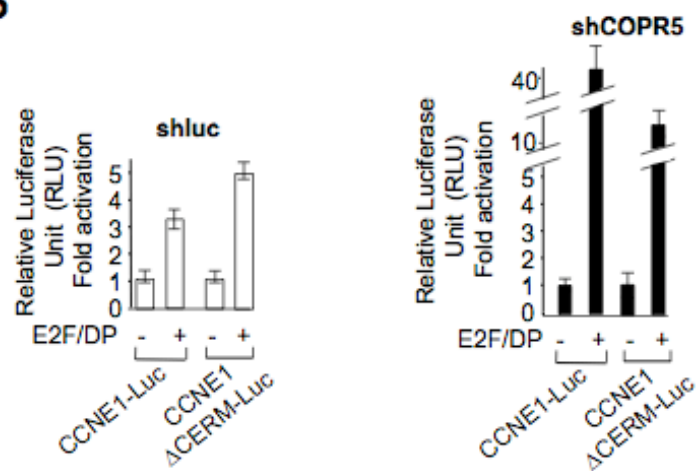 shluc
Relative Luciferase
Unit (RLU)
Fold activation
5
4
3
2
1
0
E2F/DP - + - +
CCNE1-Luc
CCNE1
ΔCERM-Luc
shCOPR5
Relative Luciferase
Unit (RLU)
Fold activation
40
10
5
4
3
2
1
0
E2F/DP - + - +
CCNE1-Luc
CCNE1
ΔCERM-Luc